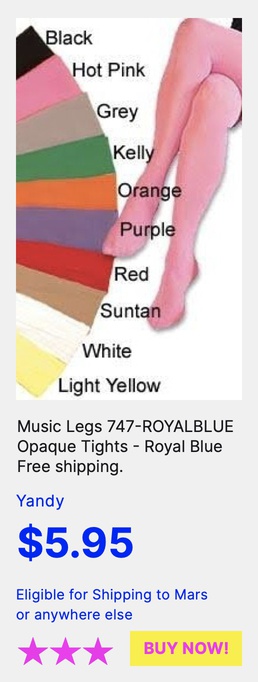 Black
Hot Pink
Grey
Kelly
Orange
Purple
Red
Suntan
White
Light Yellow
Music Legs 747-ROYALBLUE
Opaque Tights - Royal Blue
Free shipping.
Yandy
$5.95
Eligible for Shipping to Mars
or anywhere else
BUY NOW!